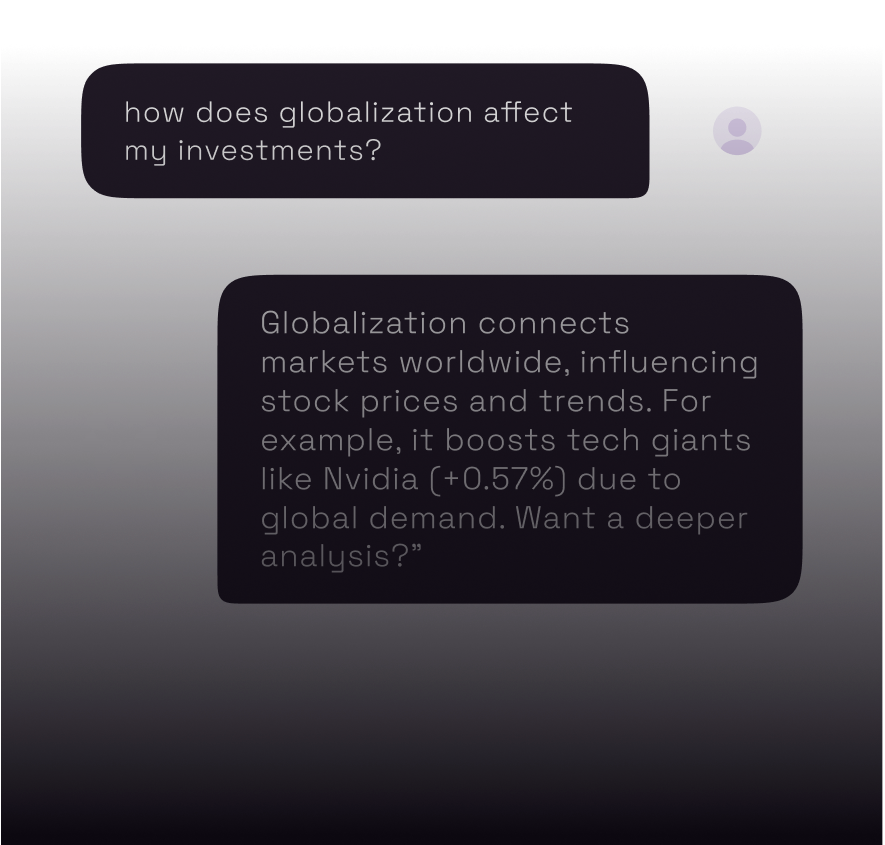 how does globalization affect
my investments?
Globalization connects
markets worldwide, influencing
stock prices and trends. For
example, it boosts tech giants
like Nvidia (+0.57%) due to
global demand. Want a deeper
analysis?”